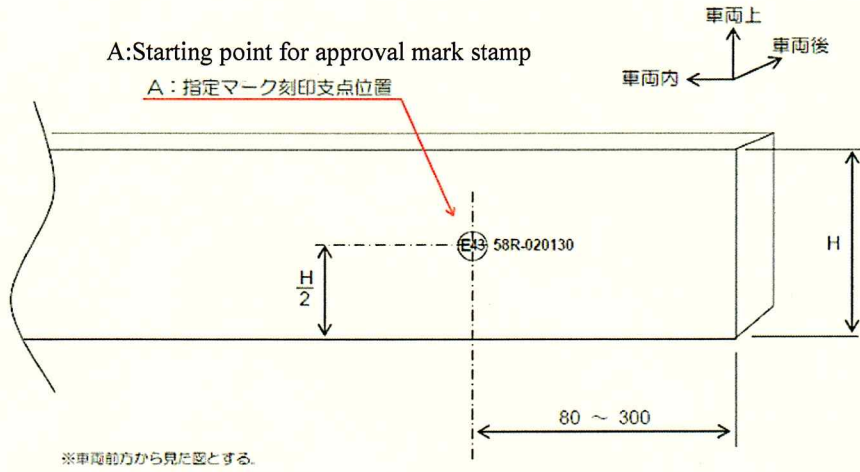 車両上
車両後
車両内
A:Starting point for approval mark stamp
A：指定マーク刻印支点位置
E43 58R-020130
H
H
2
80 ～ 300
※車両前方から見た図とする。